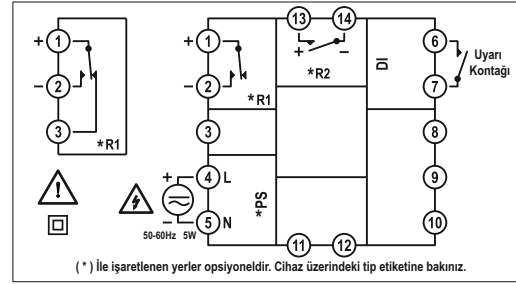 13 14
+ 1
+ 1
+ −
6
Uyarı
− 2
− 2
*R2
DI
7
Kontağı
*R1
3
*R1
3
8
+ 4 L
9
*PS
− 5 N
10
50-60Hz 5W
11 12
( * ) İle işaretlenen yerler opsiyoneldir. Cihaz üzerindeki tip etiketine bakınız.